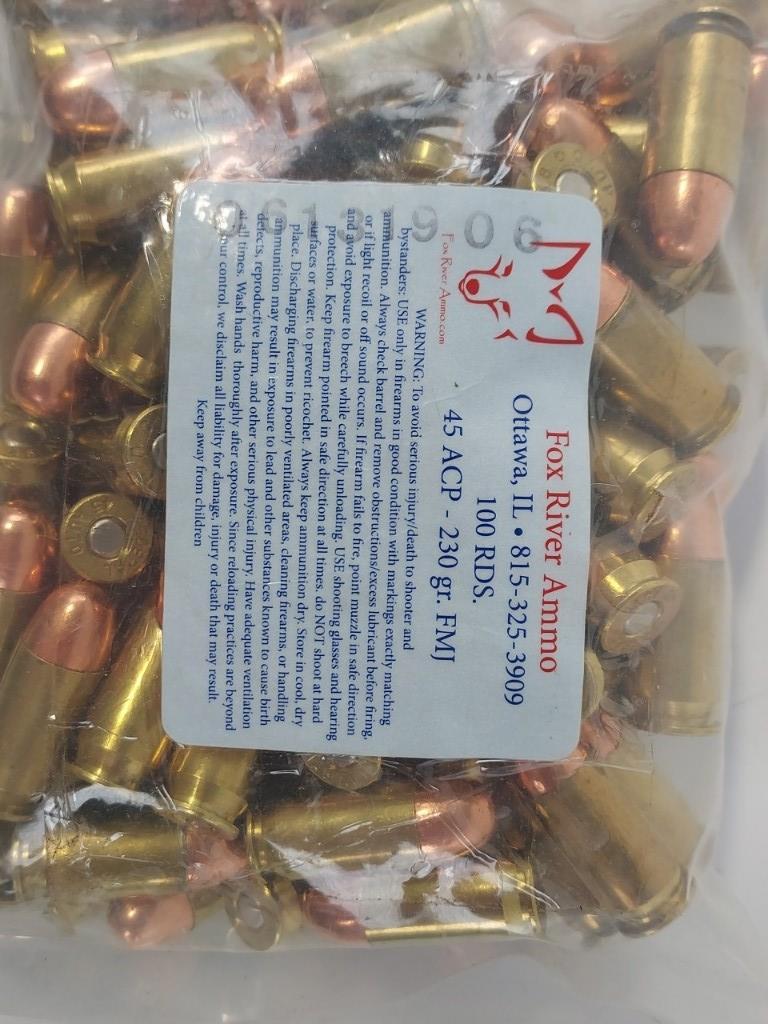 Fox River Ammo
Ottawa, IL • 815-325-3909
100 RDS.
45 ACP - 230 gr. FMJ
Fox River Ammo.com
WARNING: To avoid serious injury/death to shooter and
bystanders: USE only in firearms in good condition with markings exactly matching
ammunition. Always check barrel and remove obstructions/excess lubricant before firing,
or if light recoil or off sound occurs. If firearm fails to fire, point muzzle in safe direction
and avoid exposure to breech while carefully unloading. USE shooting glasses and hearing
protection. Keep firearm pointed in safe direction at all times. do NOT shoot at hard
surfaces or water, to prevent ricochet. Always keep ammunition dry. Store in cool, dry
place. Discharging firearms in poorly ventilated areas, cleaning firearms, or handling
ammunition may result in exposure to lead and other substances known to cause birth
defects, reproductive harm, and other serious physical injury. Have adequate ventilation
at all times. Wash hands thoroughly after exposure. Since reloading practices are beyond
our control, we disclaim all liability for damage, injury or death that may result.
Keep away from children